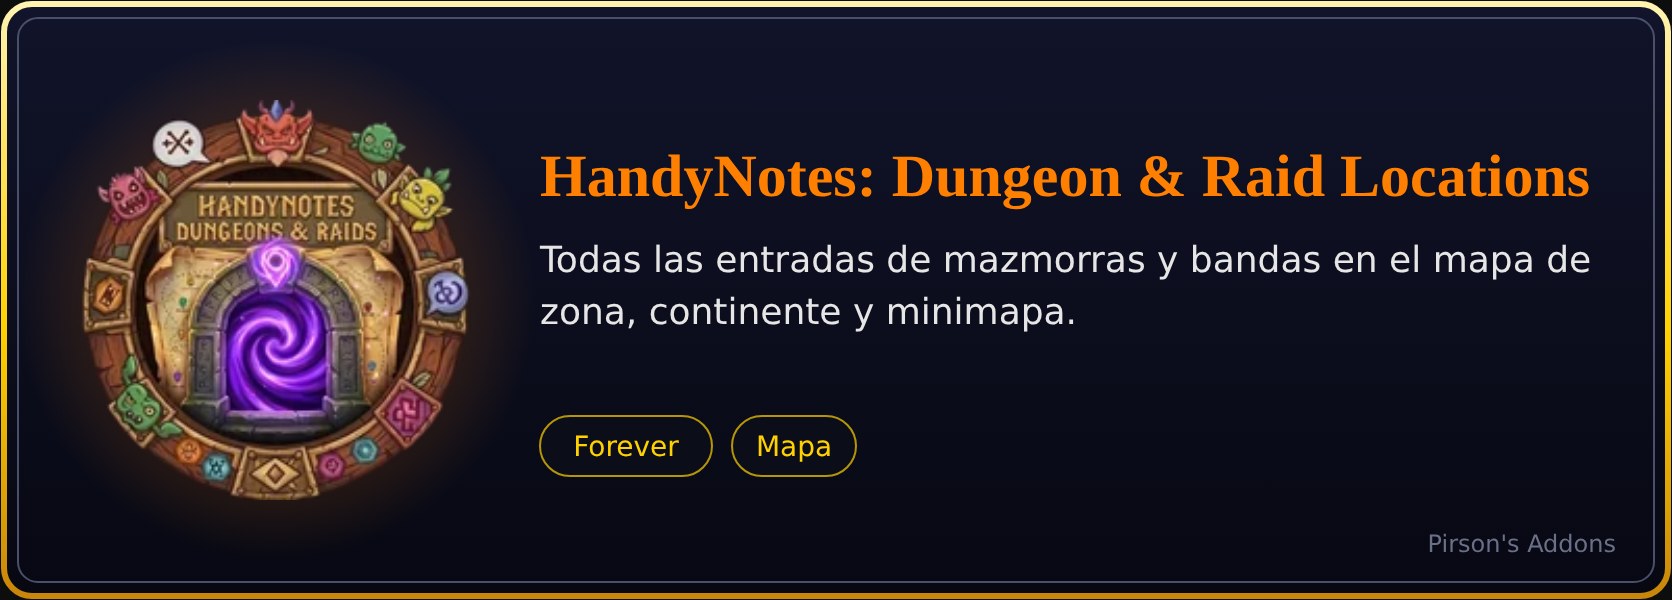 HANDYNOTES
DUNGEONS & RAIDS
HandyNotes: Dungeon & Raid Locations
Todas las entradas de mazmorras y bandas en el mapa de
zona, continente y minimapa.
Forever
Mapa
Pirson's Addons